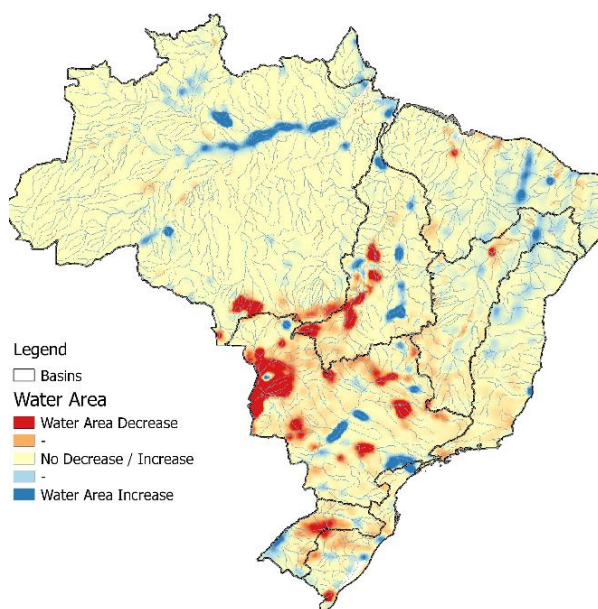 Legend
Basins
Water Area
Water Area Decrease
-
No Decrease / Increase
-
Water Area Increase